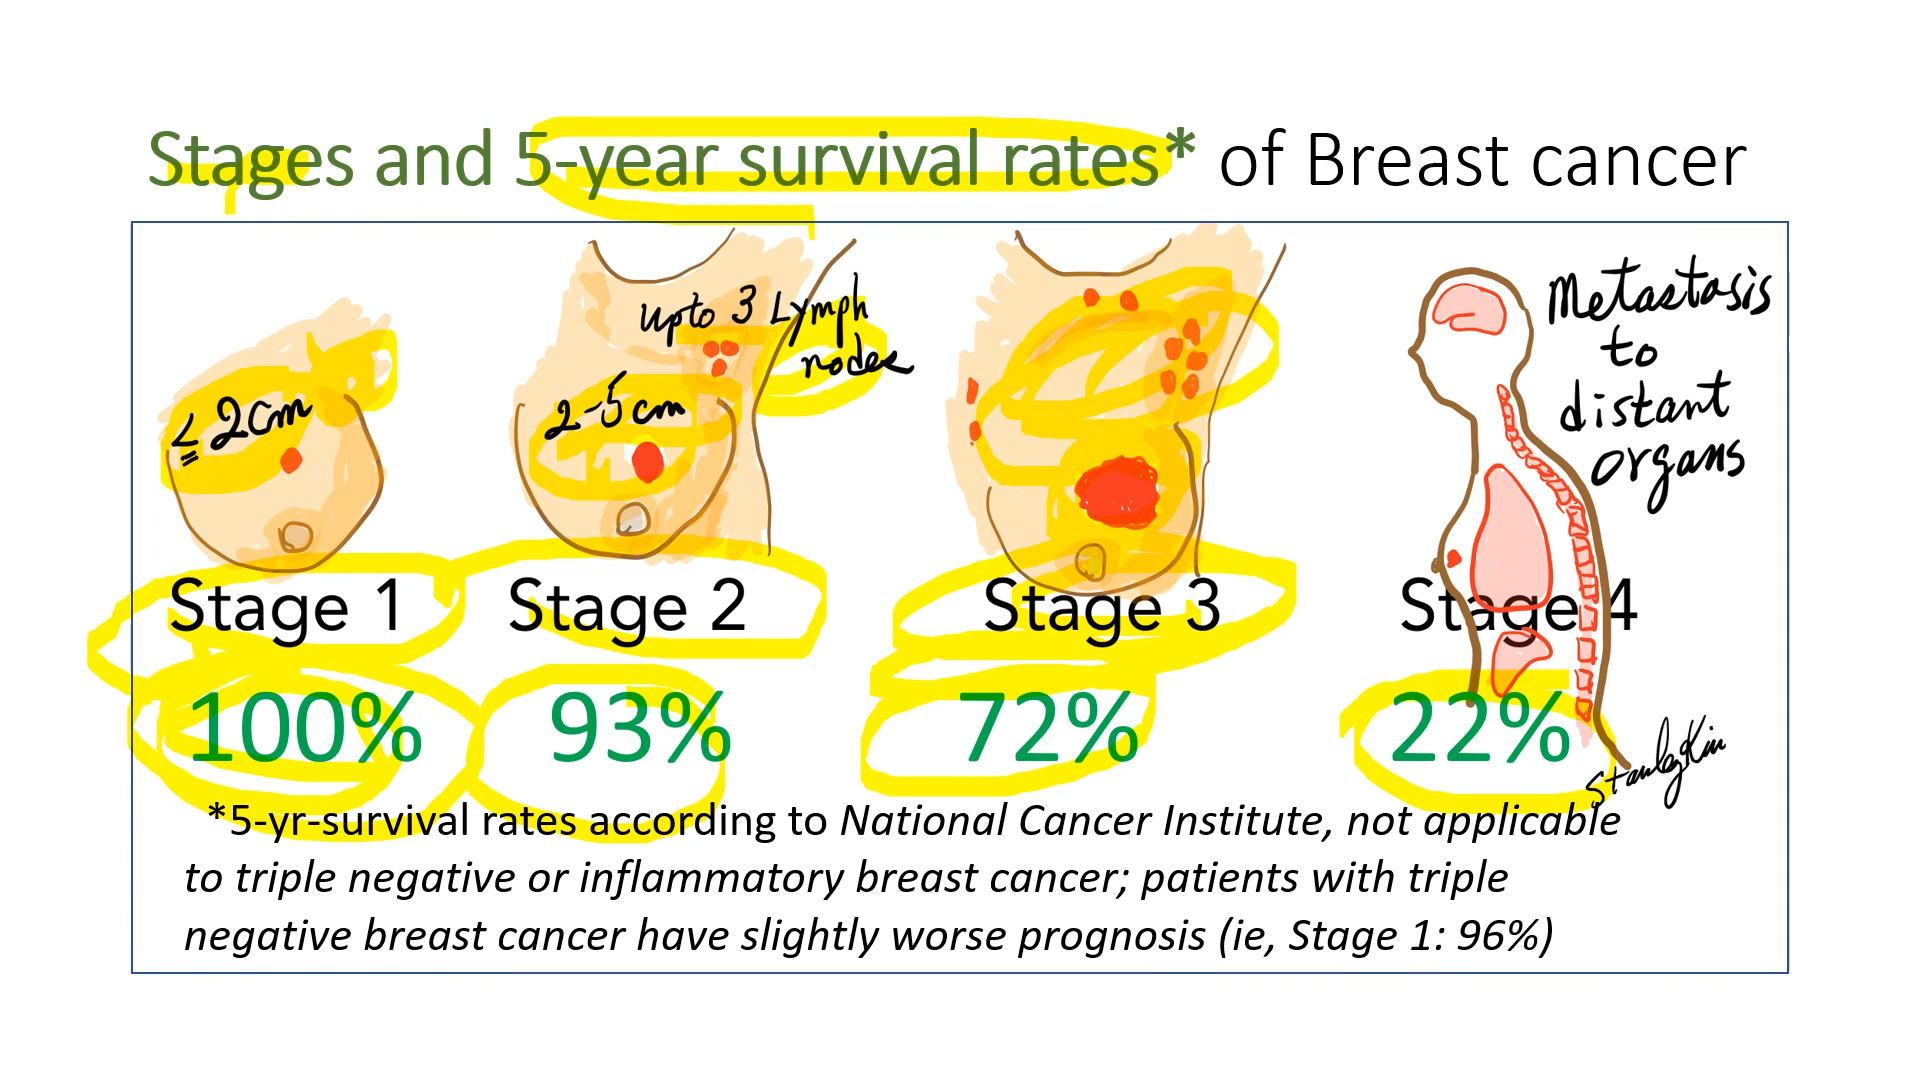 Stages and 5-year survival rates* of Breast cancer
≤ 2cm
upto 3 Lymph
nodes
2-5cm
Metastasis
to
distant
organs
Stage 1
Stage 2
Stage 3
Stage 4
100%
93%
72%
22%
StanleyKim
*5-yr-survival rates according to National Cancer Institute, not applicable
to triple negative or inflammatory breast cancer; patients with triple
negative breast cancer have slightly worse prognosis (ie, Stage 1: 96%)